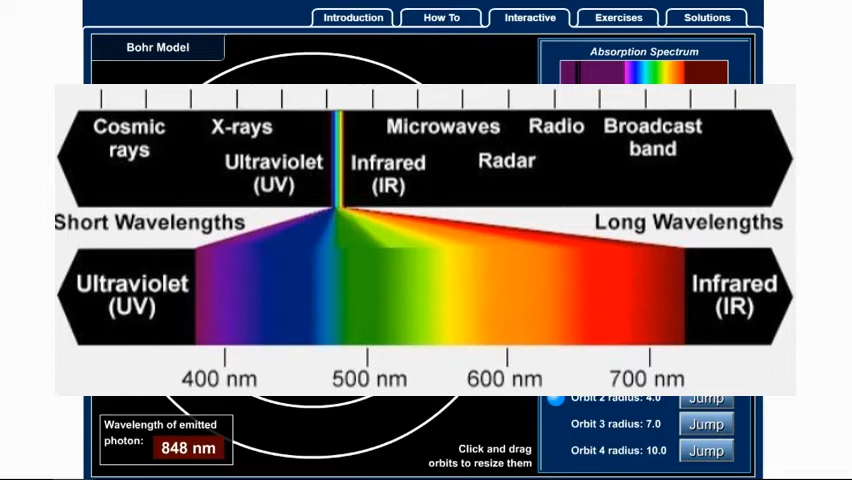 Introduction
How To
Interactive
Exercises
Solutions
Bohr Model
Absorption Spectrum
Cosmic
rays
X-rays
Ultraviolet
(UV)
Infrared
(IR)
Microwaves
Radar
Radio
Broadcast
band
Short Wavelengths
Long Wavelengths
Ultraviolet
(UV)
Infrared
(IR)
400 nm
500 nm
600 nm
700 nm
Orbit 2 radius: 4.0
Jump
Orbit 3 radius: 7.0
Jump
Orbit 4 radius: 10.0
Jump
Wavelength of emitted
photon:
848 nm
Click and drag
orbits to resize them